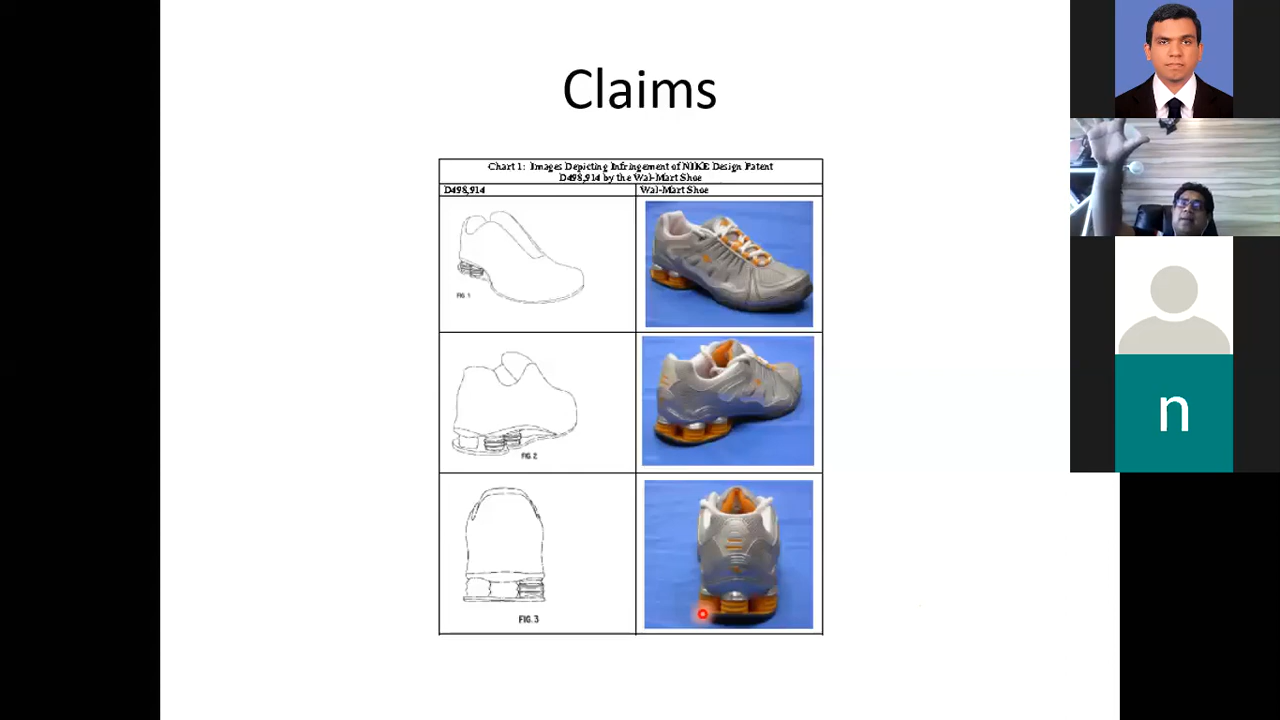 Claims
Chart 1: Images Depicting Infringement of NIKE Design Patent
D498,914 by the Wal-Mart Shoe
D498,914 Wal-Mart Shoe
FIG. 1
FIG. 2
FIG. 3
n